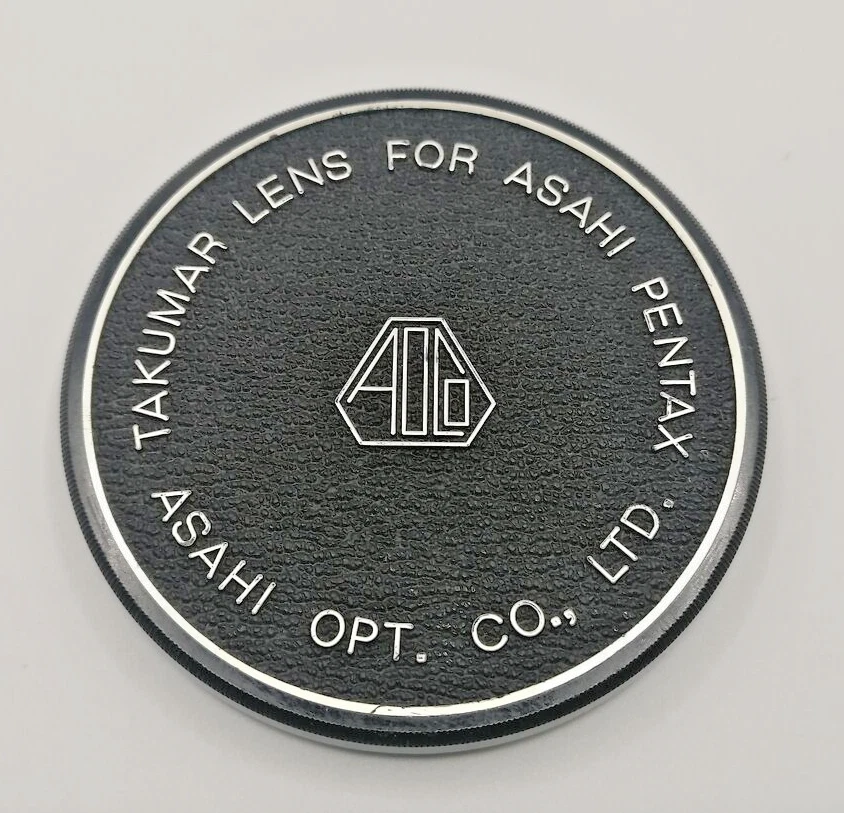 TAKUMAR LENS FOR ASAHI PENTAX
AOCo
ASAHI OPT. CO., LTD.